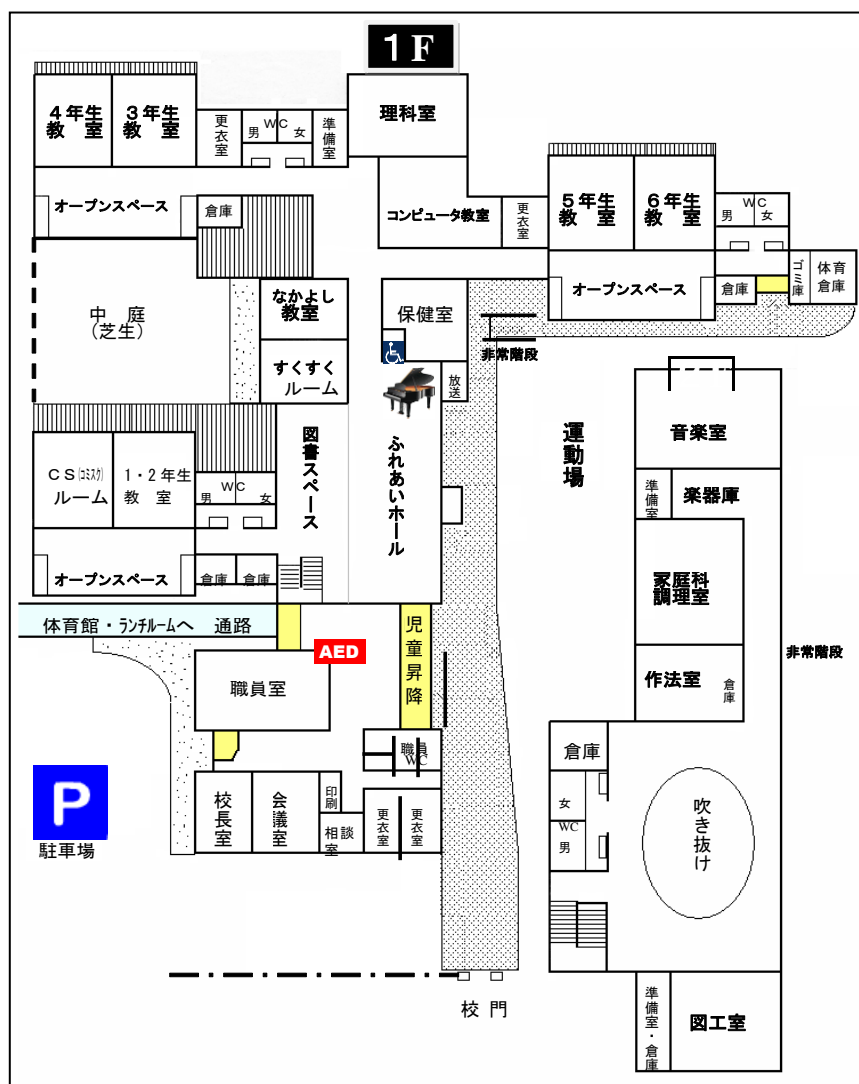 1F
4年生
教 室
3年生
教 室
更衣室
男 WC 女
準備室
理科室
オープンスペース
倉庫
コンピュータ教室
更衣室
5年生
教 室
6年生
教 室
WC
男 女
オープンスペース
倉庫
ゴミ庫
体育
倉庫
中 庭
(芝生)
なかよし
教室
すくすく
ルーム
保健室
放送
非常階段
図書スペース
ふれあいホール
運動場
音楽室
準備室
楽器庫
家庭科
調理室
作法室
倉庫
非常階段
CS(コミスク)
ルーム
1・2年生
教 室
WC
男 女
オープンスペース
倉庫
倉庫
体育館・ランチルームへ 通路
AED
児童昇降
職員室
職員
WC
P
駐車場
校長室
会議室
印刷
相談
室
更衣室
更衣室
倉庫
女
WC
男
吹き抜け
校 門
準備室・倉庫
図工室